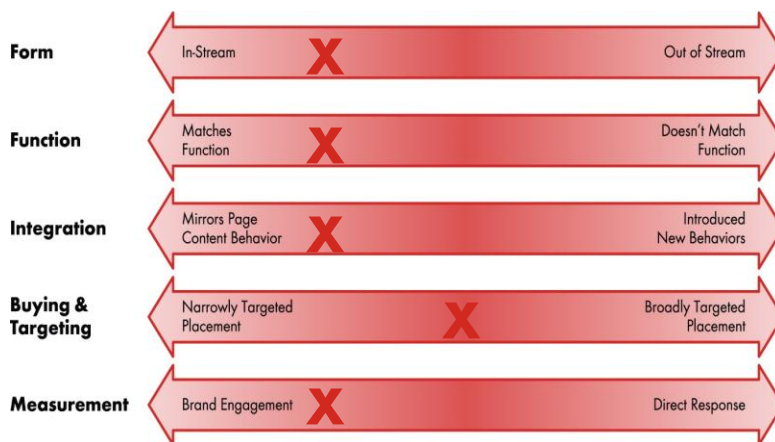 Form
In-Stream
X
Out of Stream
Function
Matches
Function
X
Doesn't Match
Function
Integration
Mirrors Page
Content Behavior
X
Introduced
New Behaviors
Buying &
Targeting
Narrowly Targeted
Placement
X
Broadly Targeted
Placement
Measurement
Brand Engagement
X
Direct Response